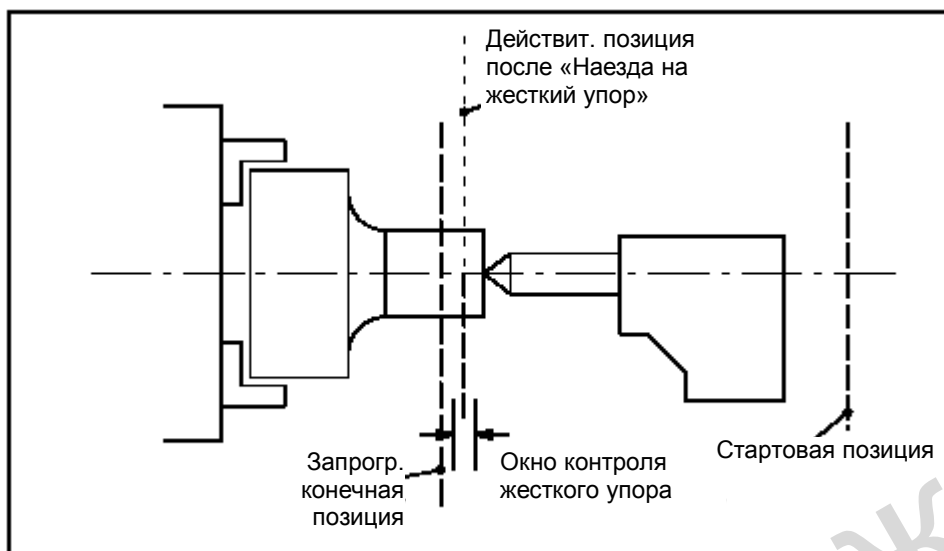 Действит. позиция
после «Наезда на
жесткий упор»
Стартовая позиция
Запрогр.
конечная
позиция
Окно контроля
жесткого упора